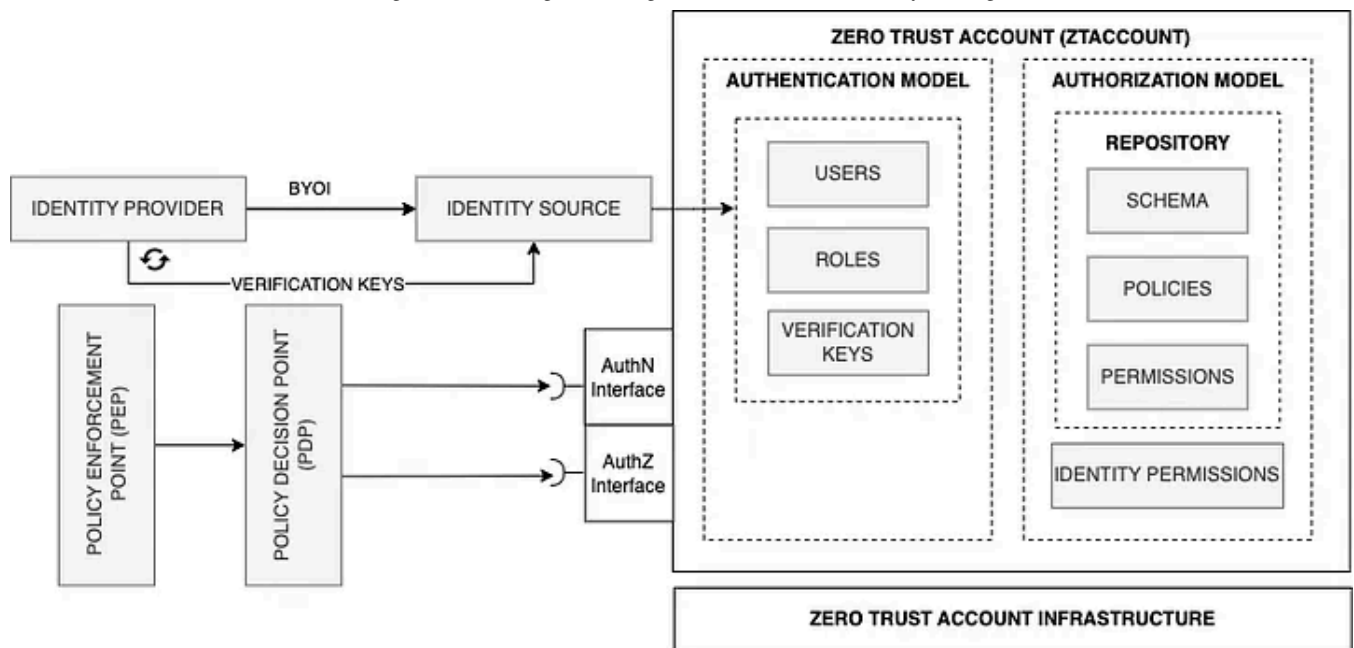 ZERO TRUST ACCOUNT (ZTACCOUNT)
AUTHENTICATION MODEL
AUTHORIZATION MODEL
REPOSITORY
USERS
SCHEMA
BYOI
IDENTITY PROVIDER
IDENTITY SOURCE
ROLES
POLICIES
VERIFICATION KEYS
VERIFICATION
KEYS
PERMISSIONS
POLICY ENFORCEMENT
POINT (PEP)
POLICY DECISION POINT
(PDP)
AuthN
Interface
AuthZ
Interface
IDENTITY PERMISSIONS
ZERO TRUST ACCOUNT INFRASTRUCTURE